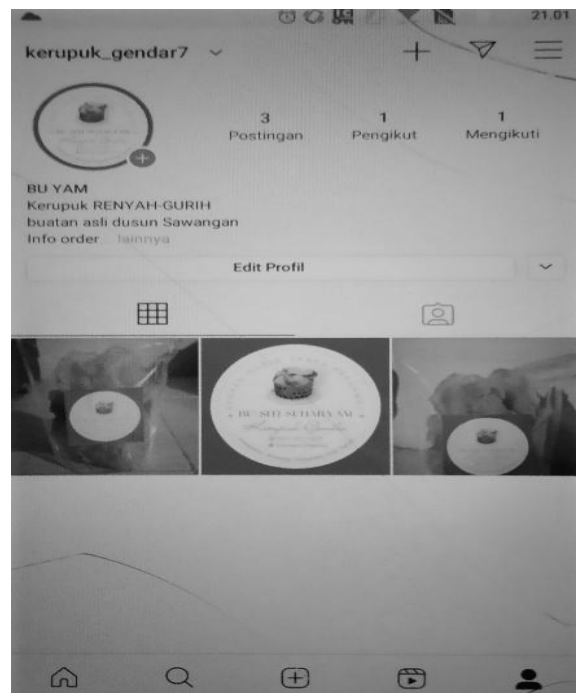 21.01
kerupuk_gendar7
3 1 1
Postingan Pengikut Mengikuti
BU YAM
Kerupuk RENYAH-GURIH
buatan asli dusun Sawangan
Info order... lainnya
Edit Profil